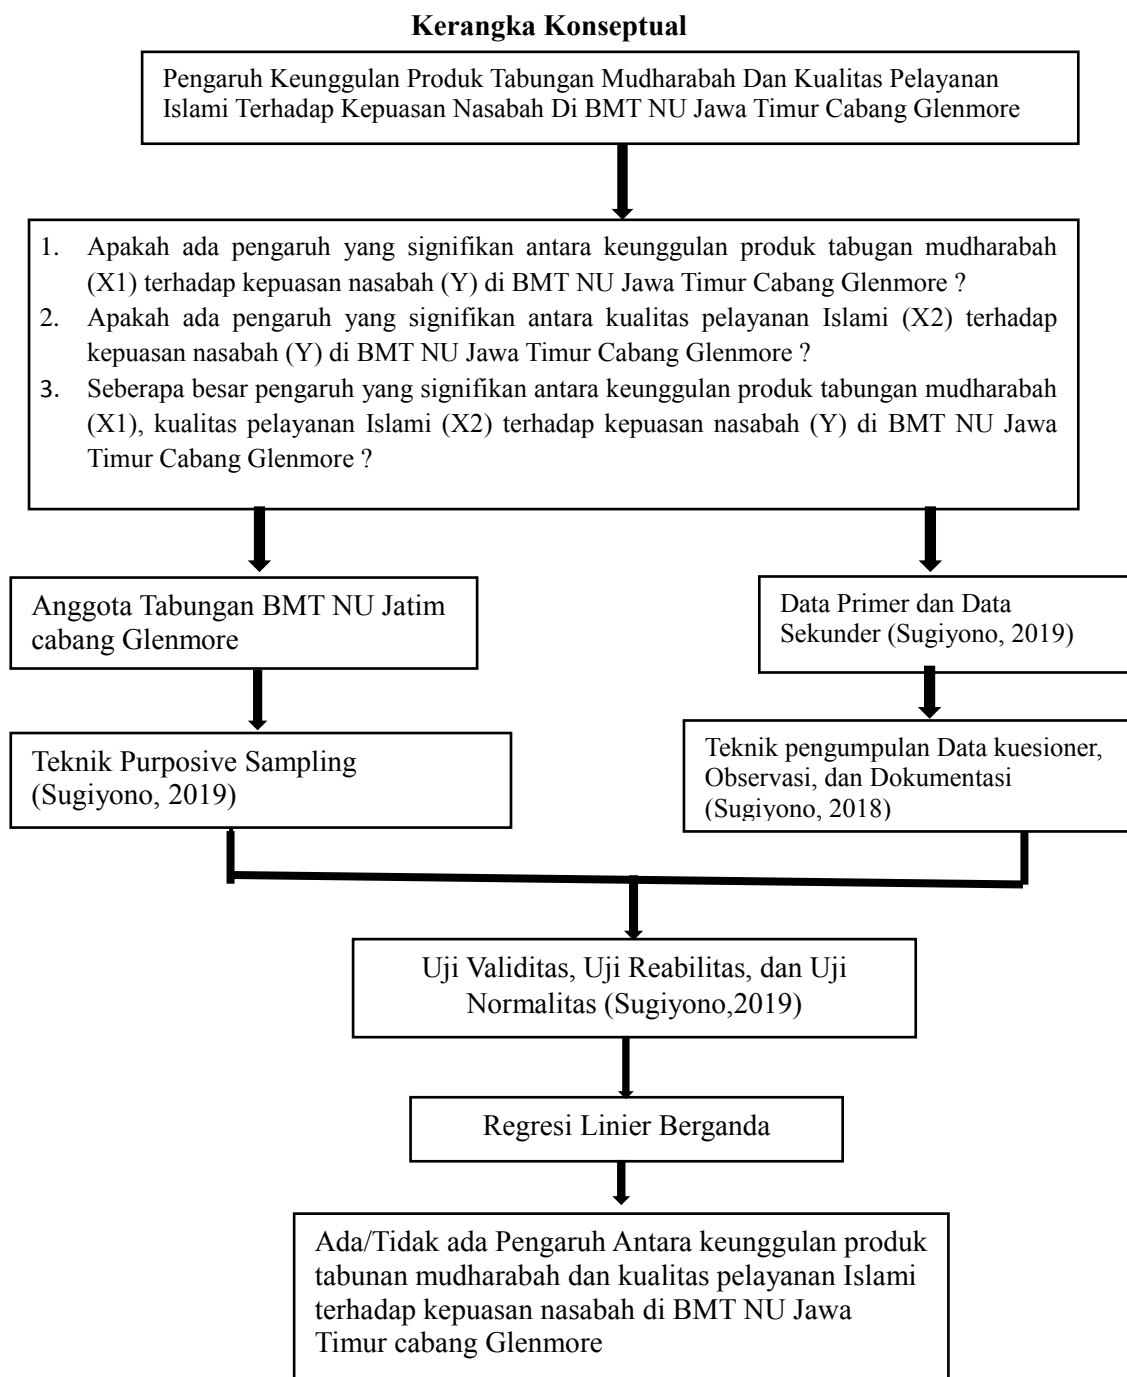 Kerangka Konseptual
Pengaruh Keunggulan Produk Tabungan Mudharabah Dan Kualitas Pelayanan
Islami Terhadap Kepuasan Nasabah Di BMT NU Jawa Timur Cabang Glenmore
1. Apakah ada pengaruh yang signifikan antara keunggulan produk tabugan mudharabah
(X1) terhadap kepuasan nasabah (Y) di BMT NU Jawa Timur Cabang Glenmore ?
2. Apakah ada pengaruh yang signifikan antara kualitas pelayanan Islami (X2) terhadap
kepuasan nasabah (Y) di BMT NU Jawa Timur Cabang Glenmore ?
3. Seberapa besar pengaruh yang signifikan antara keunggulan produk tabungan mudharabah
(X1), kualitas pelayanan Islami (X2) terhadap kepuasan nasabah (Y) di BMT NU Jawa
Timur Cabang Glenmore ?
Anggota Tabungan BMT NU Jatim
cabang Glenmore
Data Primer dan Data
Sekunder (Sugiyono, 2019)
Teknik Purposive Sampling
(Sugiyono, 2019)
Teknik pengumpulan Data kuesioner,
Observasi, dan Dokumentasi
(Sugiyono, 2018)
Uji Validitas, Uji Reabilitas, dan Uji
Normalitas (Sugiyono,2019)
Regresi Linier Berganda
Ada/Tidak ada Pengaruh Antara keunggulan produk
tabunan mudharabah dan kualitas pelayanan Islami
terhadap kepuasan nasabah di BMT NU Jawa
Timur cabang Glenmore